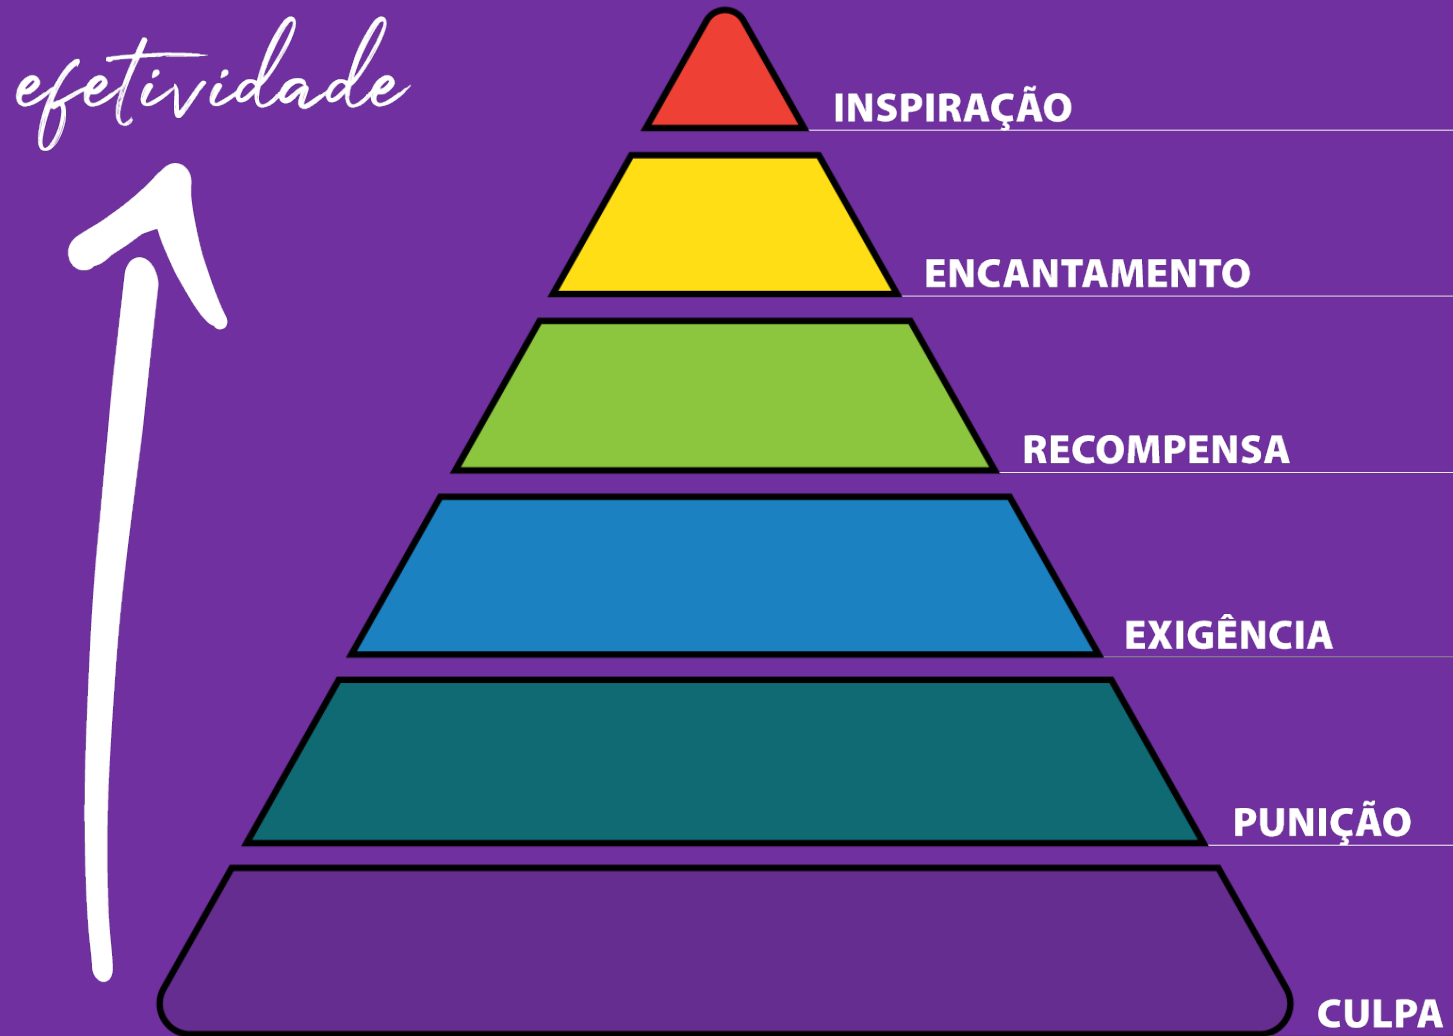 efetividade
INSPIRAÇÃO
ENCANTAMENTO
RECOMPENSA
EXIGÊNCIA
PUNIÇÃO
CULPA